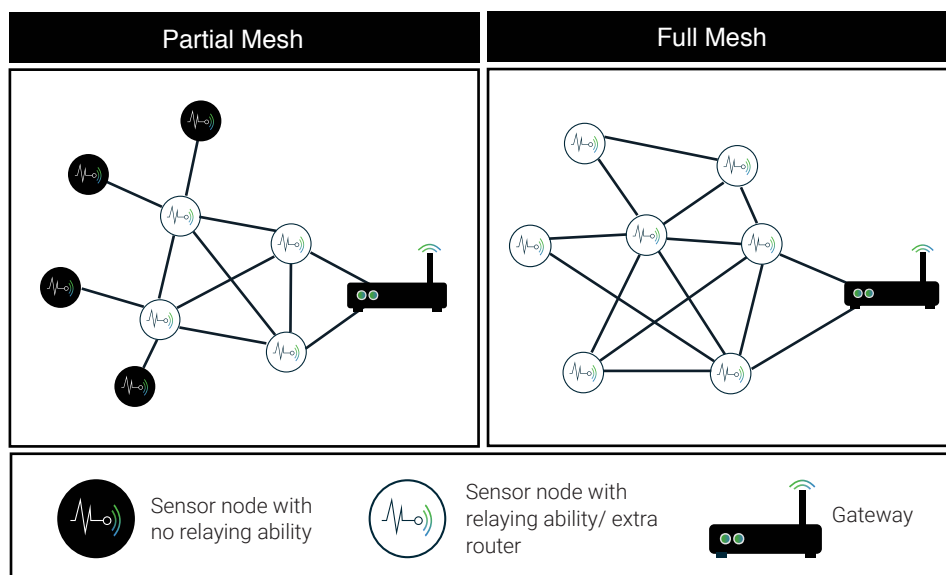 Partial Mesh
Full Mesh
Sensor node with
no relaying ability
Sensor node with
relaying ability/ extra
router
Gateway